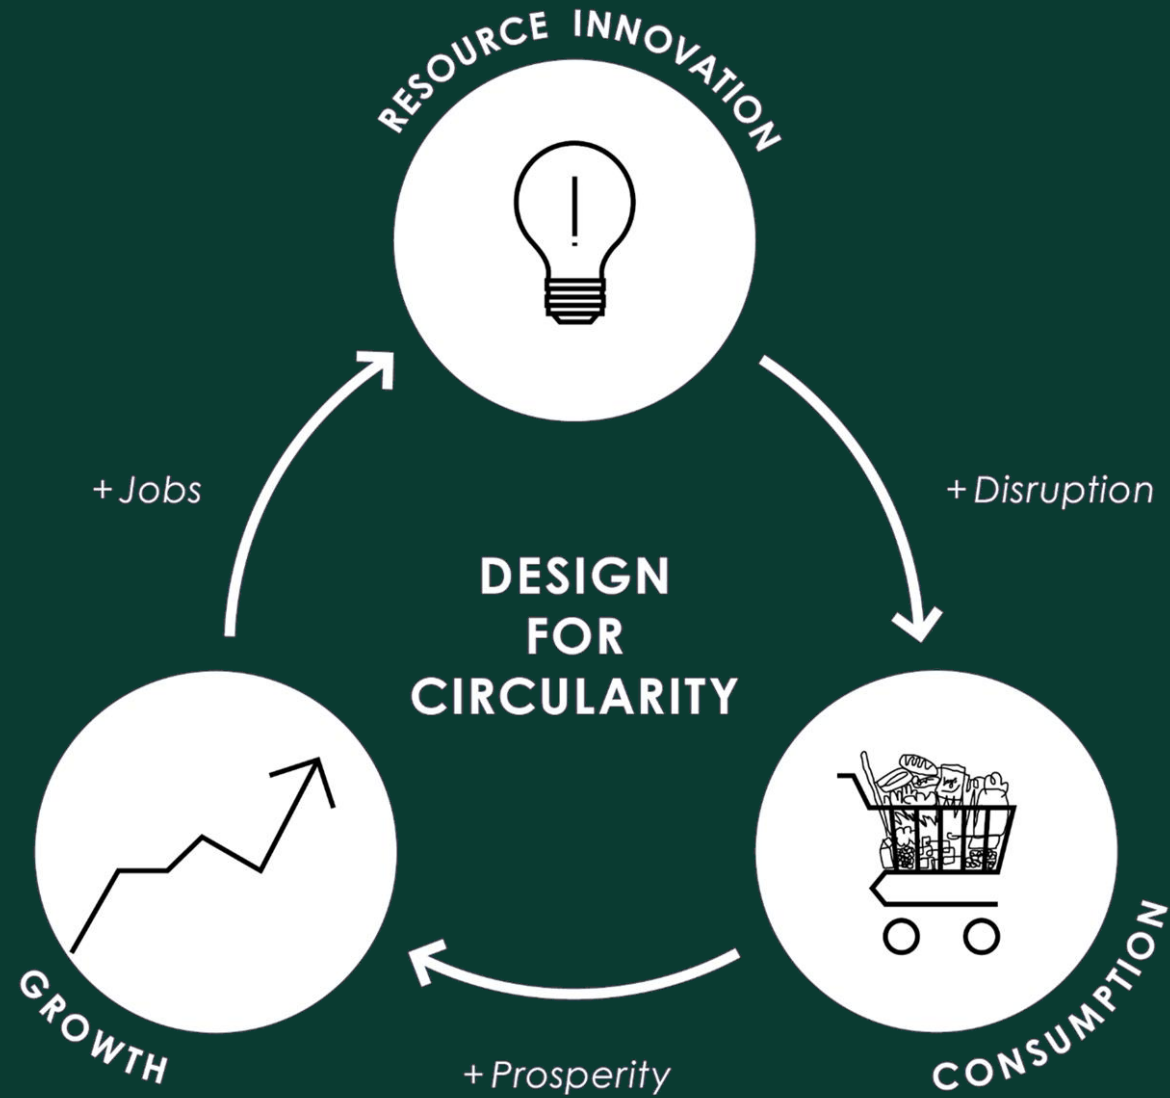 RESOURCE INNOVATION
+ Jobs
+ Disruption
DESIGN
FOR
CIRCULARITY
GROWTH
CONSUMPTION
+ Prosperity